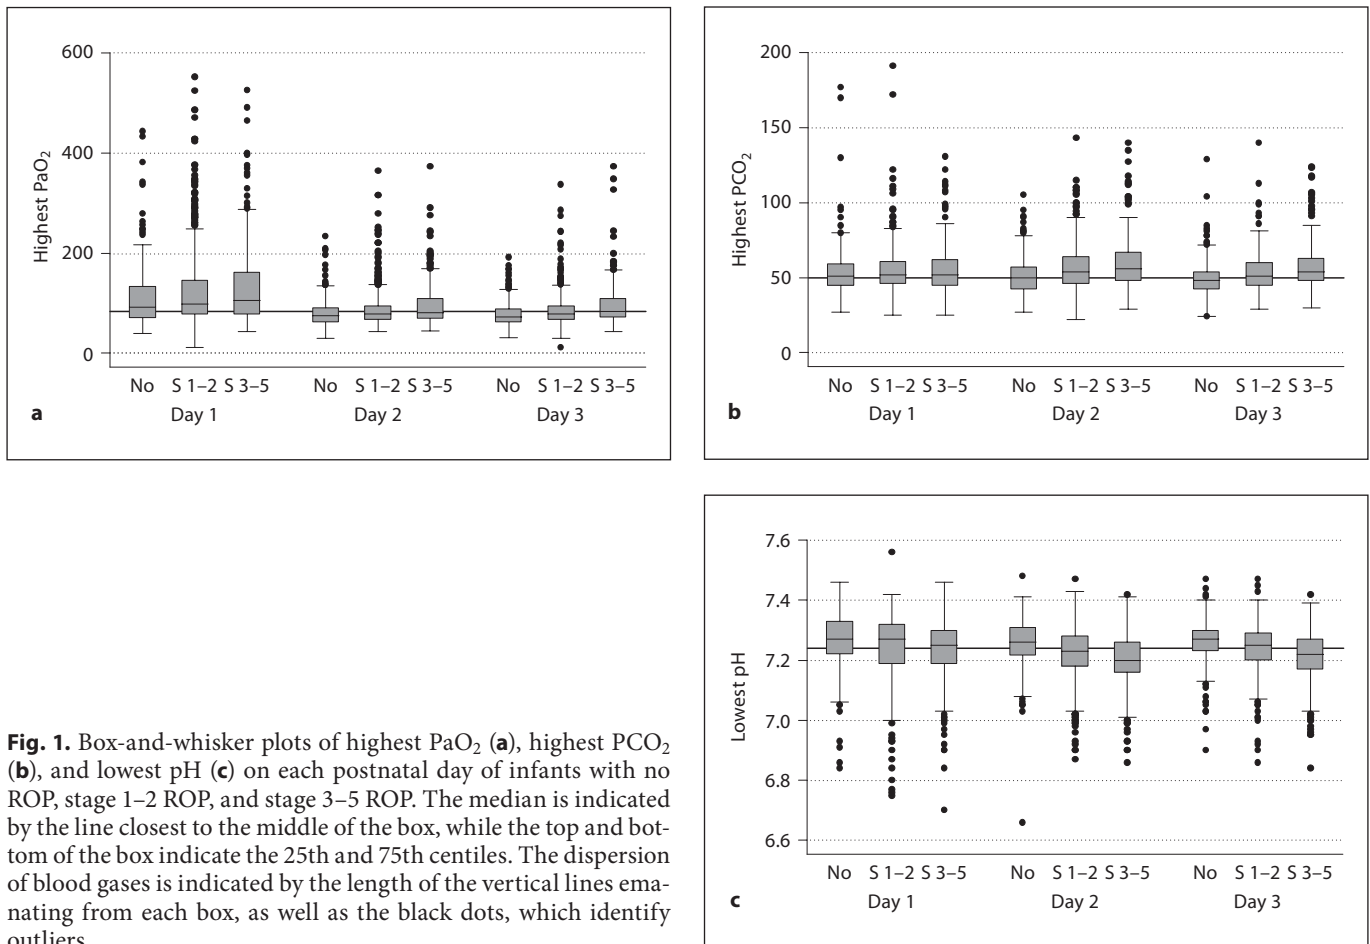 600
400
200
0
Highest PaO2
No S 1–2 S 3–5 No S 1–2 S 3–5 No S 1–2 S 3–5
Day 1 Day 2 Day 3
a
200
150
100
50
0
Highest PCO2
No S 1–2 S 3–5 No S 1–2 S 3–5 No S 1–2 S 3–5
Day 1 Day 2 Day 3
b
7.6
7.4
7.2
7.0
6.8
6.6
Lowest pH
No S 1–2 S 3–5 No S 1–2 S 3–5 No S 1–2 S 3–5
Day 1 Day 2 Day 3
c
Fig. 1. Box-and-whisker plots of highest PaO2 (a), highest PCO2
(b), and lowest pH (c) on each postnatal day of infants with no
ROP, stage 1–2 ROP, and stage 3–5 ROP. The median is indicated
by the line closest to the middle of the box, while the top and bot-
tom of the box indicate the 25th and 75th centiles. The dispersion
of blood gases is indicated by the length of the vertical lines ema-
nating from each box, as well as the black dots, which identify
outliers.